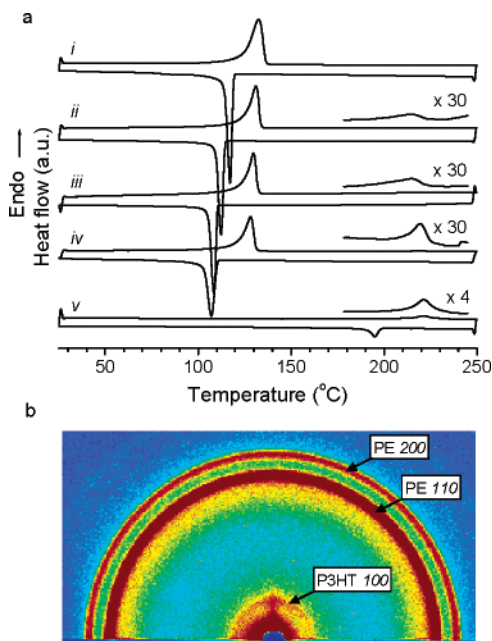 a
i
ii
x 30
iii
x 30
iv
x 30
v
x 4
Endo
Heat flow (a.u.)
50 100 150 200 250
Temperature (°C)
b
PE 200
PE 110
P3HT 100